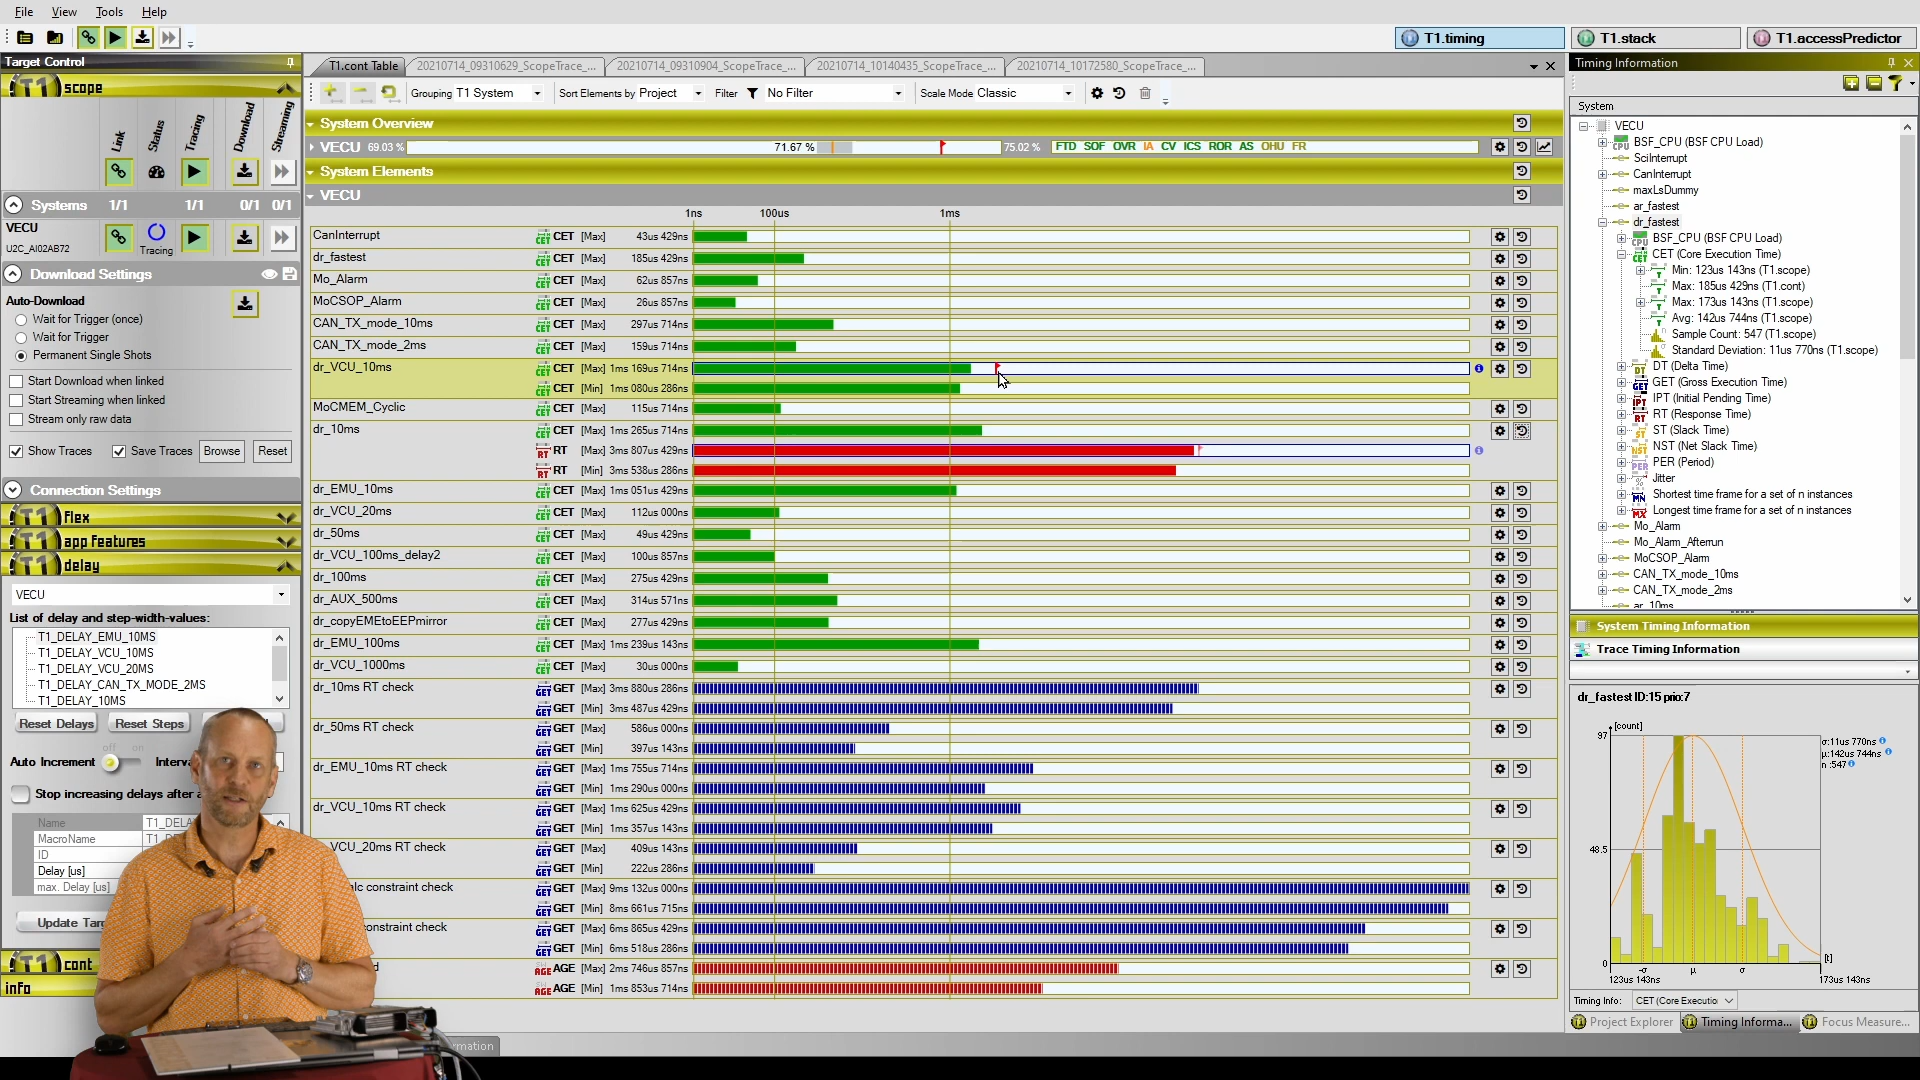 File View Tools Help
T1.timing T1.stack T1.accessPredictor
Target Control
T1 scope
Link Status Tracing Download Streaming
Systems 1/1 1/1 0/1 0/1
VECU
U2C_AI02AB72
Tracing
Download Settings
Auto-Download
Wait for Trigger (once)
Wait for Trigger
Permanent Single Shots
Start Download when linked
Start Streaming when linked
Stream only raw data
Show Traces Save Traces Browse Reset
Connection Settings
T1 flex
T1 app features
T1 delay
VECU
List of delay and step-width-values:
T1_DELAY_EMU_10MS
T1_DELAY_VCU_10MS
T1_DELAY_VCU_20MS
T1_DELAY_CAN_TX_MODE_2MS
T1_DELAY_10MS
Reset Delays Reset Steps
off on
Auto Increment
Stop increasing delays after
Name T1_DELA
MacroName
ID
Delay [us]
max. Delay [us]
T1 cont
info
T1.cont Table 20210714_09310629_ScopeTrace_... 20210714_09310904_ScopeTrace_... 20210714_10140435_ScopeTrace_... 20210714_10172580_ScopeTrace_...
Grouping T1 System Sort Elements by Project Filter No Filter Scale Mode Classic
System Overview
VECU 69.03 % 71.67 % 75.02 % FTD SOF OVR IA CV ICS ROR AS OHU FR
System Elements
VECU
1ns 100us 1ms
CanInterrupt CET [Max] 43us 429ns
dr_fastest CET [Max] 185us 429ns
Mo_Alarm CET [Max] 62us 857ns
MoCSOP_Alarm CET [Max] 26us 857ns
CAN_TX_mode_10ms CET [Max] 297us 714ns
CAN_TX_mode_2ms CET [Max] 159us 714ns
dr_VCU_10ms CET [Max] 1ms 169us 714ns
CET [Min] 1ms 080us 286ns
MoCMEM_Cyclic CET [Max] 115us 714ns
dr_10ms CET [Max] 1ms 265us 714ns
RT [Max] 3ms 807us 429ns
RT [Min] 3ms 538us 286ns
dr_EMU_10ms CET [Max] 1ms 051us 429ns
dr_VCU_20ms CET [Max] 112us 000ns
dr_50ms CET [Max] 49us 429ns
dr_VCU_100ms_delay2 CET [Max] 100us 857ns
dr_100ms CET [Max] 275us 429ns
dr_AUX_500ms CET [Max] 314us 571ns
dr_copyEMEtoEEPmirror CET [Max] 277us 429ns
dr_EMU_100ms CET [Max] 1ms 239us 143ns
dr_VCU_1000ms CET [Max] 30us 000ns
dr_10ms RT check GET [Max] 3ms 880us 286ns
GET [Min] 3ms 487us 429ns
dr_50ms RT check GET [Max] 586us 000ns
GET [Min] 397us 143ns
dr_EMU_10ms RT check GET [Max] 1ms 755us 714ns
GET [Min] 1ms 290us 000ns
dr_VCU_10ms RT check GET [Max] 1ms 625us 429ns
GET [Min] 1ms 357us 143ns
VCU_20ms RT check GET [Max] 409us 143ns
GET [Min] 222us 286ns
constraint check GET [Max] 9ms 132us 000ns
GET [Min] 8ms 661us 715ns
constraint check GET [Max] 6ms 865us 429ns
GET [Min] 6ms 518us 286ns
AGE [Max] 2ms 746us 857ns
AGE [Min] 1ms 853us 714ns
Timing Information
System
VECU
BSF_CPU (BSF CPU Load)
SciInterrupt
CanInterrupt
maxLsDummy
ar_fastest
dr_fastest
BSF_CPU (BSF CPU Load)
CET (Core Execution Time)
Min: 123us 143ns (T1.scope)
Max: 185us 429ns (T1.cont)
Max: 173us 143ns (T1.scope)
Avg: 142us 744ns (T1.scope)
Sample Count: 547 (T1.scope)
Standard Deviation: 11us 770ns (T1.scope)
DT (Delta Time)
GET (Gross Execution Time)
IPT (Initial Pending Time)
RT (Response Time)
ST (Slack Time)
NST (Net Slack Time)
PER (Period)
Jitter
Shortest time frame for a set of n instances
Longest time frame for a set of n instances
Mo_Alarm
Mo_Alarm_Afterrun
MoCSOP_Alarm
CAN_TX_mode_10ms
CAN_TX_mode_2ms
ar_10ms
System Timing Information
Trace Timing Information
dr_fastest ID:15 prio:7
[count]
97
σ:11us 770ns
μ:142us 744ns
n :547
48.5
0
-σ μ σ [t]
123us 143ns 173us 143ns
Timing Info: CET (Core Executio
Project Explorer Timing Informa... Focus Measure...